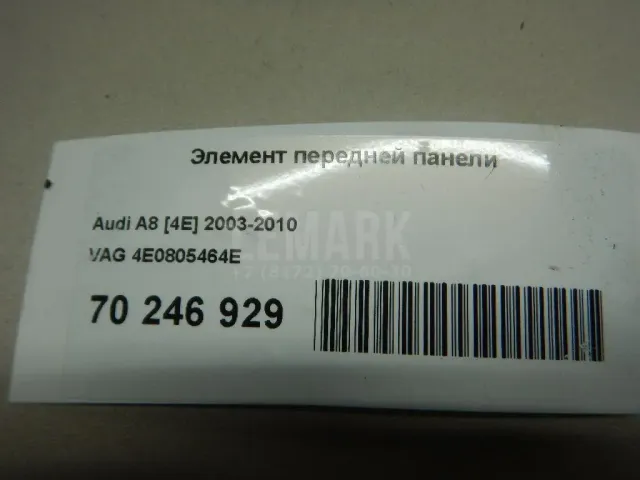 Элемент передней панели
Audi A8 [4E] 2003-2010
VAG 4E0805464E
70 246 929